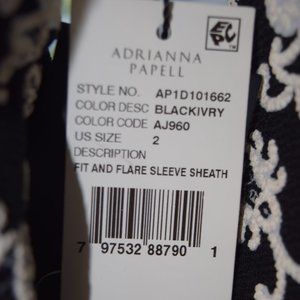 ECP™
ADRIANNA
PAPELL
STYLE NO. AP1D101662
COLOR DESC BLACKIVRY
COLOR CODE AJ960
US SIZE 2
DESCRIPTION
FIT AND FLARE SLEEVE SHEATH
7 97532 88790 1